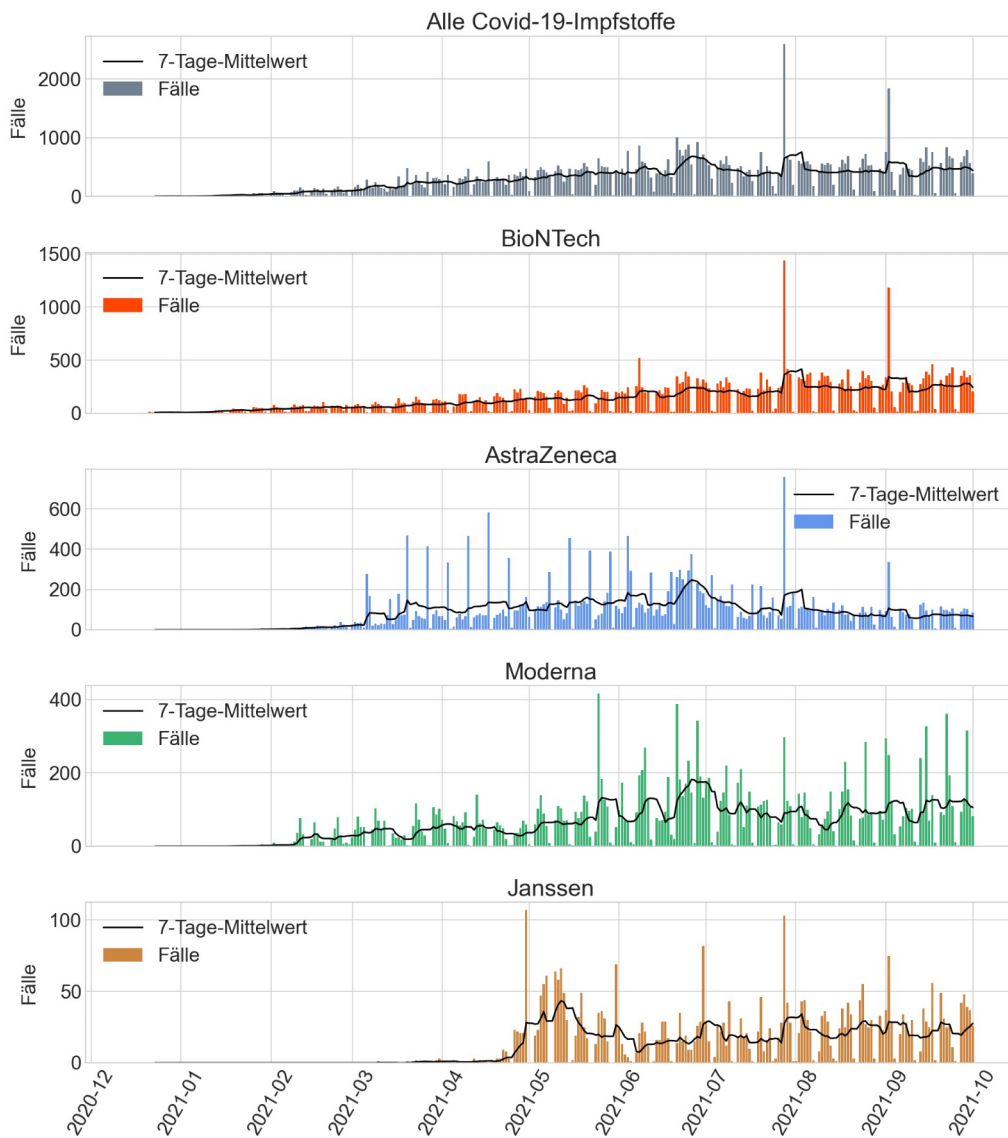 Alle Covid-19-Impfstoffe
7-Tage-Mittelwert
Fälle
Fälle
2000
1000
0
BioNTech
7-Tage-Mittelwert
Fälle
Fälle
1500
1000
500
0
AstraZeneca
7-Tage-Mittelwert
Fälle
Fälle
600
400
200
0
Moderna
7-Tage-Mittelwert
Fälle
Fälle
400
200
0
Janssen
7-Tage-Mittelwert
Fälle
Fälle
100
50
0
2020-12
2021-01
2021-02
2021-03
2021-04
2021-05
2021-06
2021-07
2021-08
2021-09
2021-10